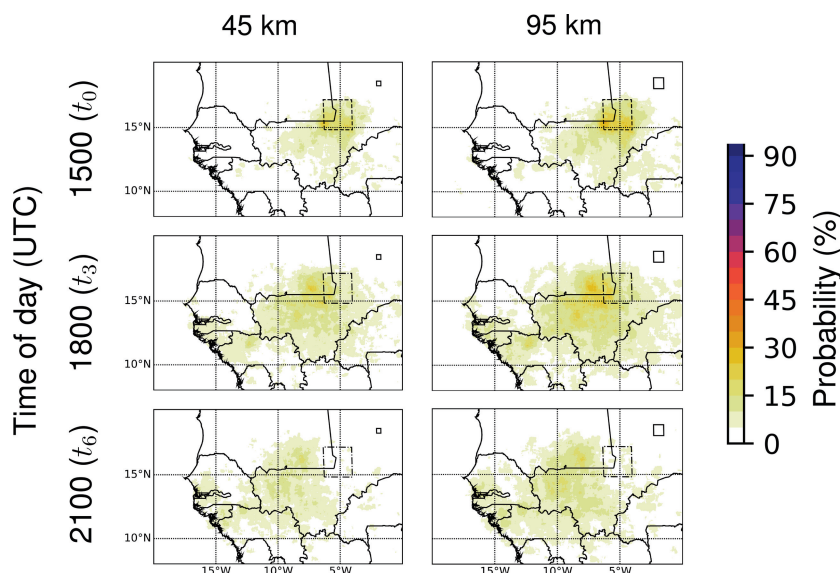 45 km 95 km
Time of day (UTC)
1500 (t₀)
15°N
10°N
1800 (t₃)
15°N
10°N
2100 (t₆)
15°N
10°N
15°W 10°W 5°W 15°W 10°W 5°W
90
75
60
45
30
15
0
Probability (%)